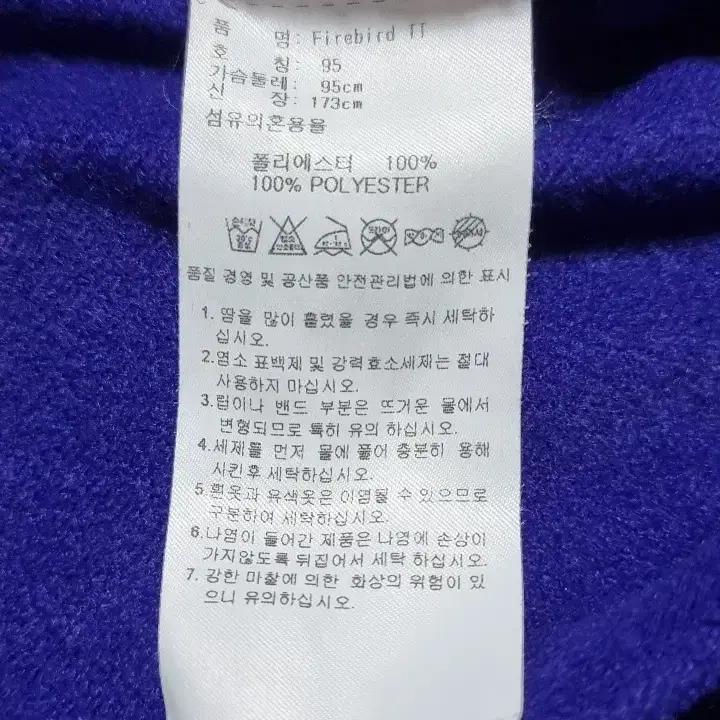 품 명: Firebird TT
호 칭: 95
가슴둘레: 95cm
신 장: 173cm
섬유의혼용율
폴리에스터 100%
100% POLYESTER
품질 경영 및 공산품 안전관리법에 의한 표시
1. 땀을 많이 흘렸을 경우 즉시 세탁하
십시오.
2.염소 표백제 및 강력효소세제는 절대
사용하지 마십시오.
3.립이나 밴드 부분은 뜨거운 물에서
변형되므로 특히 유의 하십시오.
4.세제를 먼저 물에 풀어 충분히 용해
시킨후 세탁하십시오.
5.흰옷과 유색옷은 이염될 수 있으므로
구분하여 세탁하십시오.
6.나염이 들어간 제품은 나염에 손상이
가지않도록 뒤집어서 세탁 하십시오.
7. 강한 마찰에 의한 화상의 위험이 있
으니 유의하십시오.